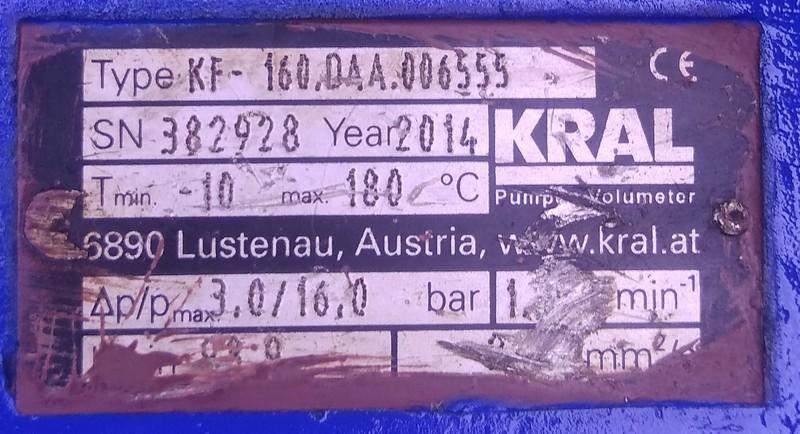 Type KF- 160.DAA.006555
CE
SN 382928 Year 2014
KRAL
Tmin. -10 max. 180 °C
Volumeter
6890 Lustenau, Austria, www.kral.at
Δp/pmax 3.0/16.0 bar min⁻¹
mm²/